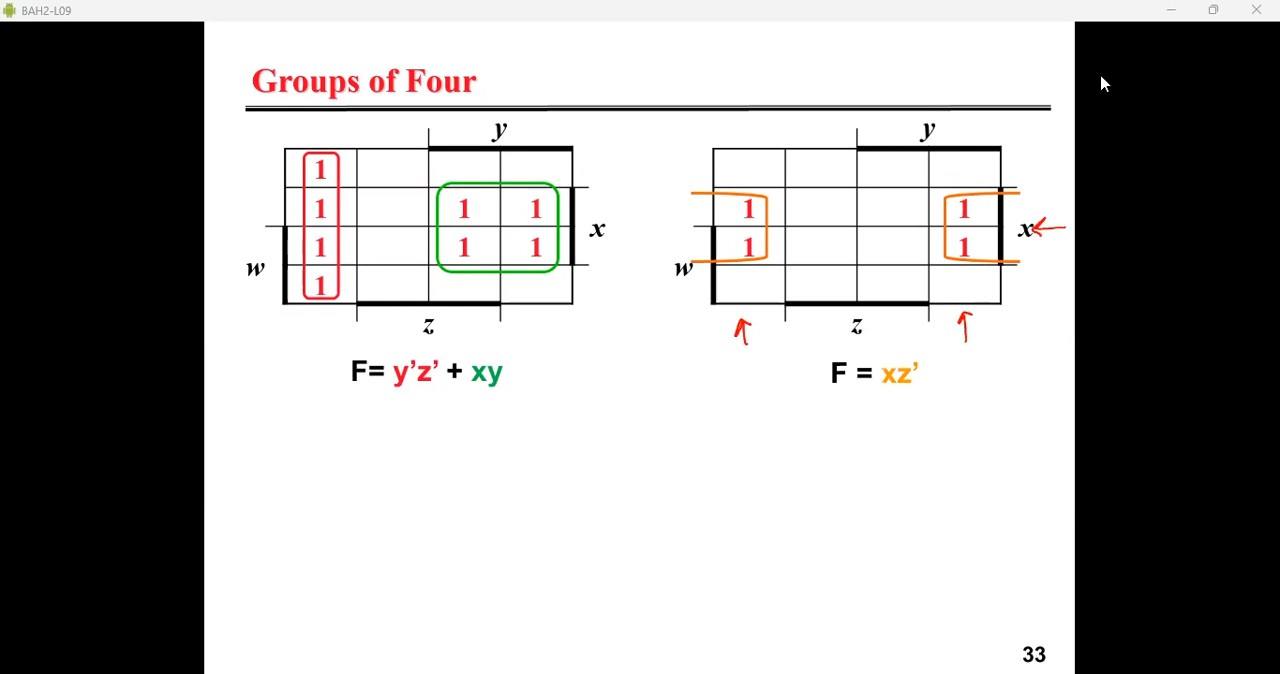 BAH2-L09
Groups of Four
y y
1
1 1 1 1 1
x x
1 1 1 1 1
w w
1
z z
F= y’z’ + xy F = xz’
33